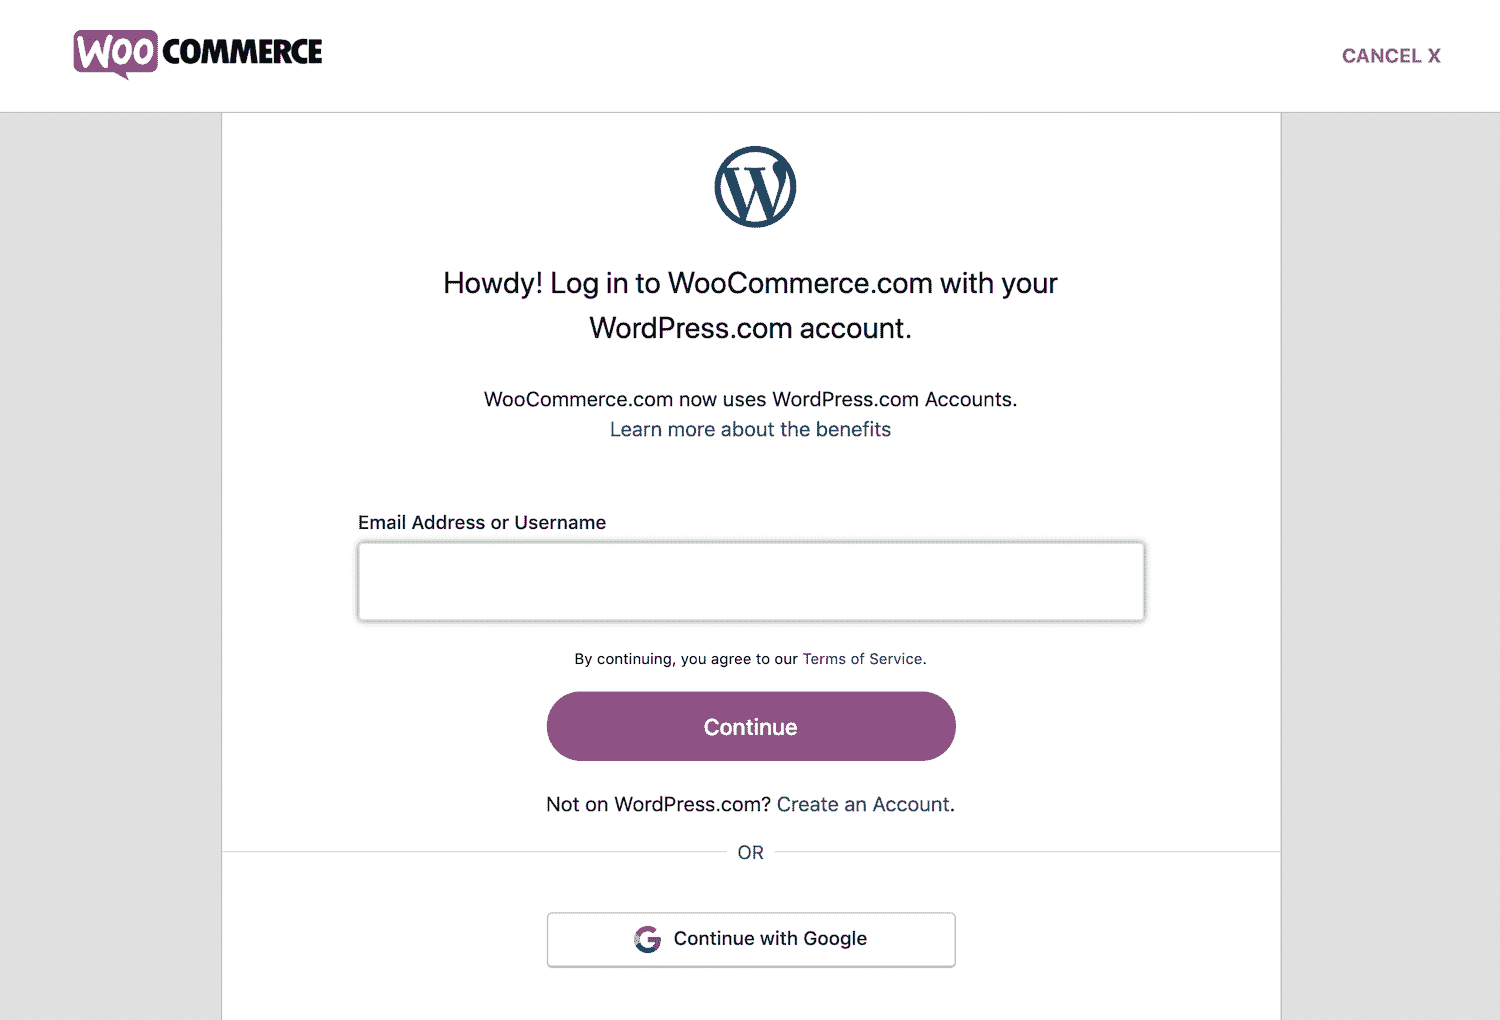 WOO COMMERCE
CANCEL X
Howdy! Log in to WooCommerce.com with your
WordPress.com account.
WooCommerce.com now uses WordPress.com Accounts.
Learn more about the benefits
Email Address or Username
By continuing, you agree to our Terms of Service.
Continue
Not on WordPress.com? Create an Account.
OR
Continue with Google